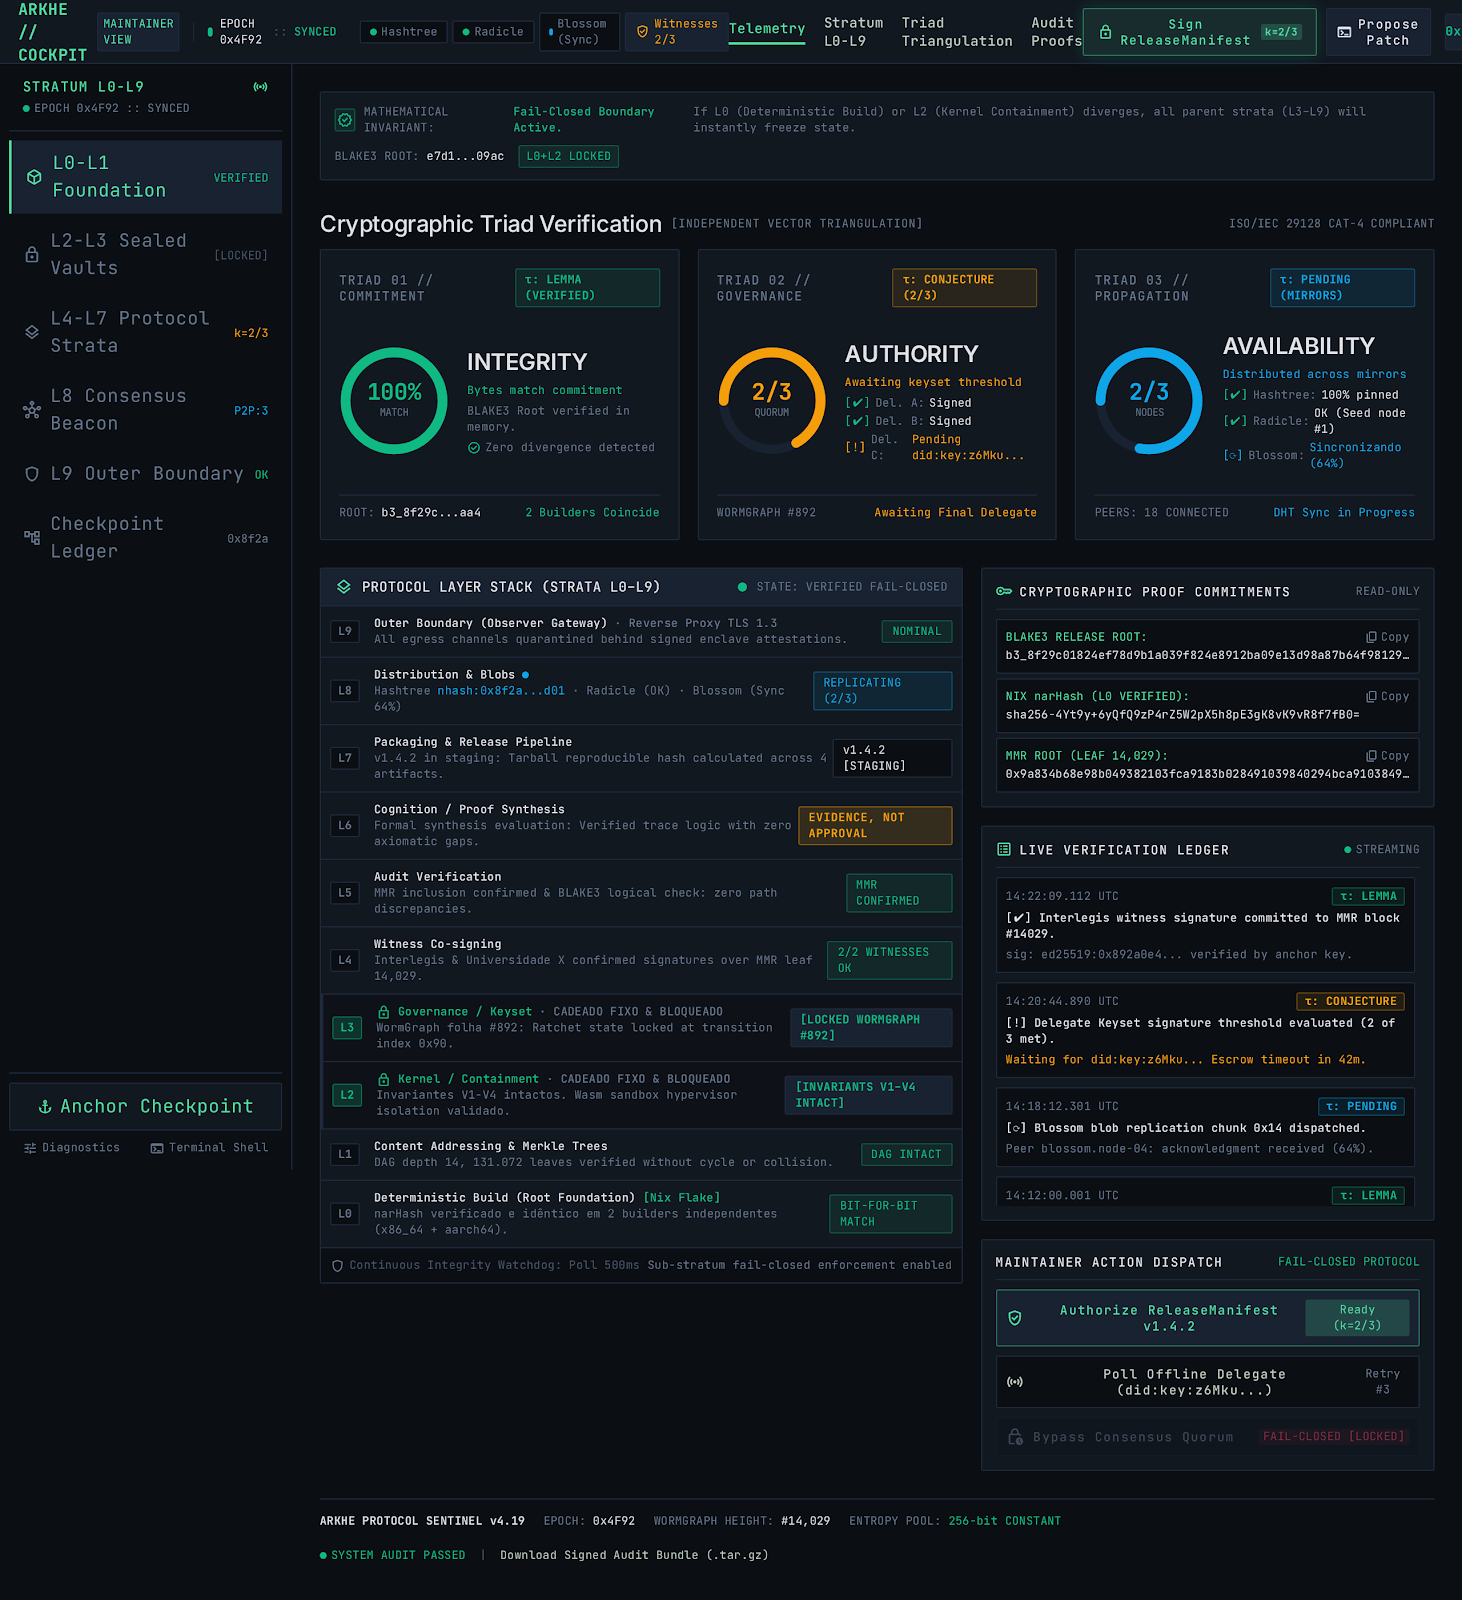 ARKHE
//
COCKPIT
MAINTAINER
VIEW
EPOCH
0x4F92
:: SYNCED
Hashtree
Radicle
Blossom
(Sync)
Witnesses
2/3
Telemetry
Stratum
L0-L9
Triad
Triangulation
Audit
Proofs
Sign
ReleaseManifest
k=2/3
Propose
Patch
0x
STRATUM L0-L9
EPOCH 0x4F92 :: SYNCED
L0-L1
Foundation
VERIFIED
L2-L3 Sealed
Vaults
[LOCKED]
L4-L7 Protocol
Strata
k=2/3
L8 Consensus
Beacon
P2P:3
L9 Outer Boundary
OK
Checkpoint
Ledger
0x8f2a
Anchor Checkpoint
Diagnostics
Terminal Shell
MATHEMATICAL
INVARIANT:
Fail-Closed Boundary
Active.
If L0 (Deterministic Build) or L2 (Kernel Containment) diverges, all parent strata (L3–L9) will
instantly freeze state.
BLAKE3 ROOT: e7d1...09ac
L0+L2 LOCKED
Cryptographic Triad Verification
[INDEPENDENT VECTOR TRIANGULATION]
ISO/IEC 29128 CAT-4 COMPLIANT
TRIAD 01 //
COMMITMENT
τ: LEMMA
(VERIFIED)
100%
MATCH
INTEGRITY
Bytes match commitment
BLAKE3 Root verified in
memory.
Zero divergence detected
ROOT: b3_8f29c...aa4
2 Builders Coincide
TRIAD 02 //
GOVERNANCE
τ: CONJECTURE
(2/3)
2/3
QUORUM
AUTHORITY
Awaiting keyset threshold
[✔] Del. A: Signed
[✔] Del. B: Signed
[!] Del.
C:
Pending
did:key:z6Mku...
WORMGRAPH #892
Awaiting Final Delegate
TRIAD 03 //
PROPAGATION
τ: PENDING
(MIRRORS)
2/3
NODES
AVAILABILITY
Distributed across mirrors
[✔] Hashtree: 100% pinned
[✔] Radicle: OK (Seed node
#1)
[⟳] Blossom: Sincronizando
(64%)
PEERS: 18 CONNECTED
DHT Sync in Progress
PROTOCOL LAYER STACK (STRATA L0–L9)
STATE: VERIFIED FAIL-CLOSED
L9
Outer Boundary (Observer Gateway) · Reverse Proxy TLS 1.3
All egress channels quarantined behind signed enclave attestations.
NOMINAL
L8
Distribution & Blobs
Hashtree nhash:0x8f2a...d01 · Radicle (OK) · Blossom (Sync
64%)
REPLICATING
(2/3)
L7
Packaging & Release Pipeline
v1.4.2 in staging: Tarball reproducible hash calculated across 4
artifacts.
v1.4.2
[STAGING]
L6
Cognition / Proof Synthesis
Formal synthesis evaluation: Verified trace logic with zero
axiomatic gaps.
EVIDENCE, NOT
APPROVAL
L5
Audit Verification
MMR inclusion confirmed & BLAKE3 logical check: zero path
discrepancies.
MMR
CONFIRMED
L4
Witness Co-signing
Interlegis & Universidade X confirmed signatures over MMR leaf
14,029.
2/2 WITNESSES
OK
L3
Governance / Keyset · CADEADO FIXO & BLOQUEADO
WormGraph folha #892: Ratchet state locked at transition
index 0x90.
[LOCKED WORMGRAPH
#892]
L2
Kernel / Containment · CADEADO FIXO & BLOQUEADO
Invariantes V1-V4 intactos. Wasm sandbox hypervisor
isolation validado.
[INVARIANTS V1–V4
INTACT]
L1
Content Addressing & Merkle Trees
DAG depth 14, 131.072 leaves verified without cycle or collision.
DAG INTACT
L0
Deterministic Build (Root Foundation) [Nix Flake]
narHash verificado e idêntico em 2 builders independentes
(x86_64 + aarch64).
BIT-FOR-BIT
MATCH
Continuous Integrity Watchdog: Poll 500ms Sub-stratum fail-closed enforcement enabled
CRYPTOGRAPHIC PROOF COMMITMENTS
READ-ONLY
BLAKE3 RELEASE ROOT:
Copy
b3_8f29c01824ef78d9b1a039f824e8912ba09e13d98a87b64f98129…
NIX narHash (L0 VERIFIED):
Copy
sha256-4Yt9y+6yQfQ9zP4rZ5W2pX5h8pE3gK8vK9vR8f7fB0=
MMR ROOT (LEAF 14,029):
Copy
0x9a834b68e98b049382103fca9183b028491039840294bca9103849…
LIVE VERIFICATION LEDGER
STREAMING
14:22:09.112 UTC
τ: LEMMA
[✔] Interlegis witness signature committed to MMR block
#14029.
sig: ed25519:0x892a0e4... verified by anchor key.
14:20:44.890 UTC
τ: CONJECTURE
[!] Delegate Keyset signature threshold evaluated (2 of
3 met).
Waiting for did:key:z6Mku... Escrow timeout in 42m.
14:18:12.301 UTC
τ: PENDING
[⟳] Blossom blob replication chunk 0x14 dispatched.
Peer blossom.node-04: acknowledgment received (64%).
14:12:00.001 UTC
τ: LEMMA
MAINTAINER ACTION DISPATCH
FAIL-CLOSED PROTOCOL
Authorize ReleaseManifest
v1.4.2
Ready
(k=2/3)
Poll Offline Delegate
(did:key:z6Mku...)
Retry
#3
Bypass Consensus Quorum
FAIL-CLOSED [LOCKED]
ARKHE PROTOCOL SENTINEL v4.19
EPOCH: 0x4F92
WORMGRAPH HEIGHT: #14,029
ENTROPY POOL: 256-bit CONSTANT
SYSTEM AUDIT PASSED | Download Signed Audit Bundle (.tar.gz)